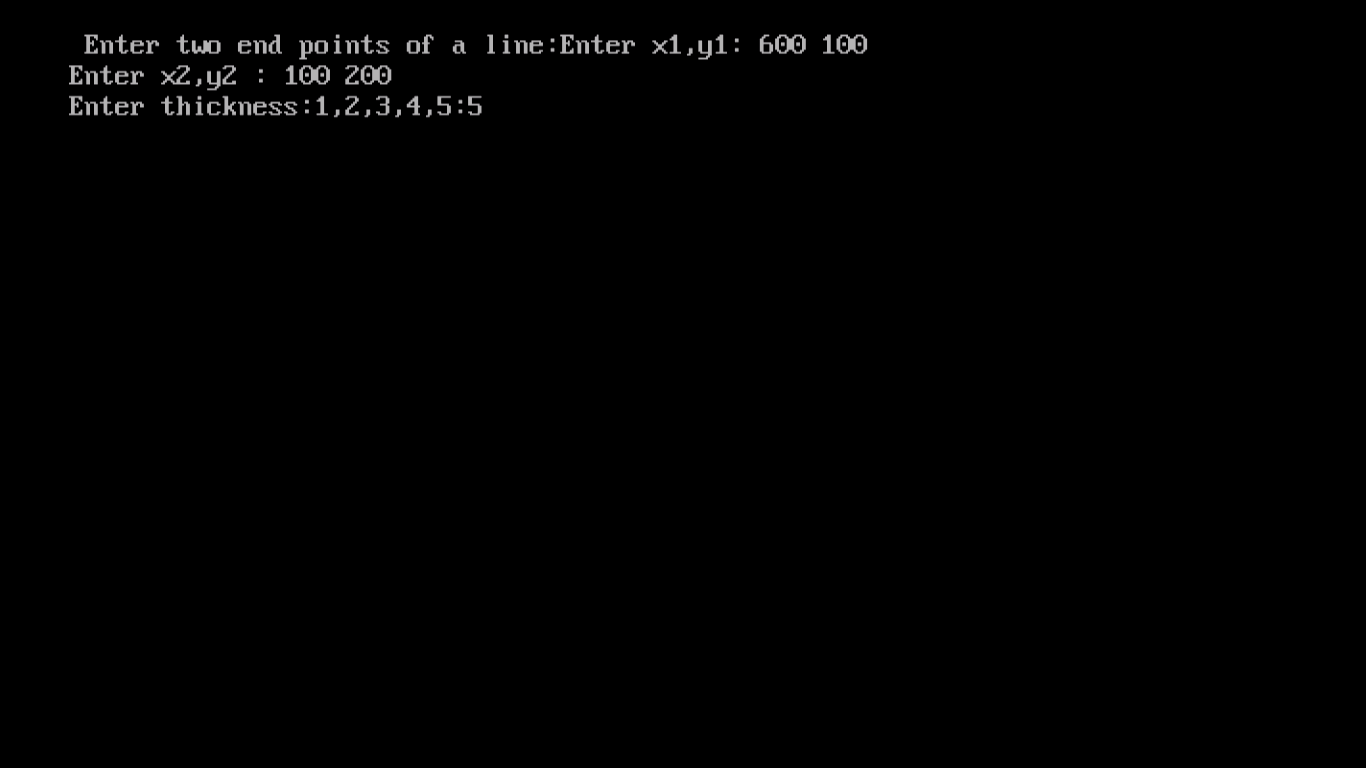 Enter two end points of a line:Enter x1,y1: 600 100
Enter x2,y2 : 100 200
Enter thickness:1,2,3,4,5:5